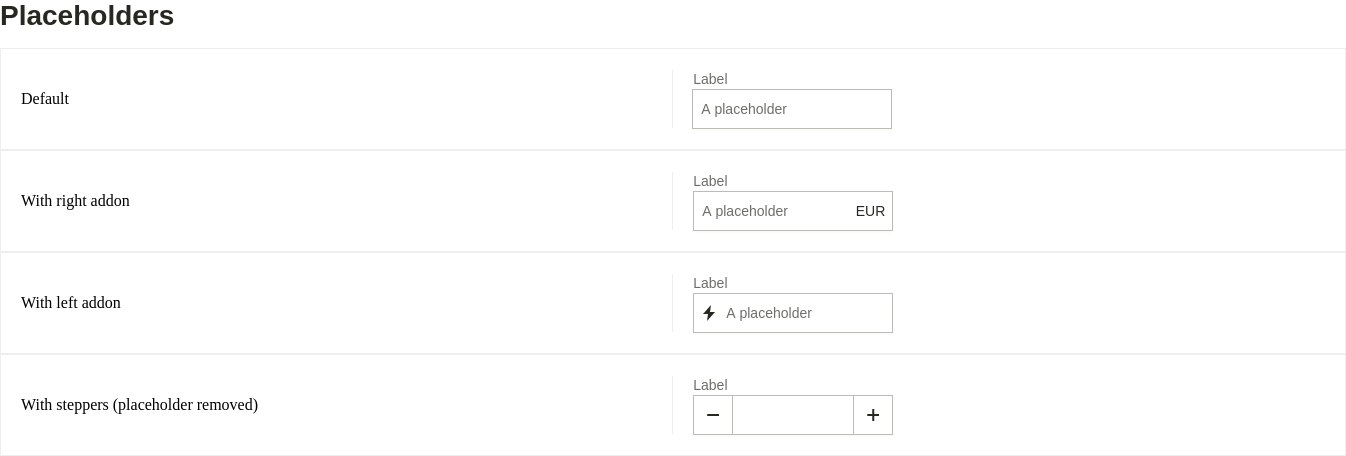 Placeholders
Default
Label
A placeholder
With right addon
Label
A placeholder EUR
With left addon
Label
A placeholder
With steppers (placeholder removed)
Label
− +